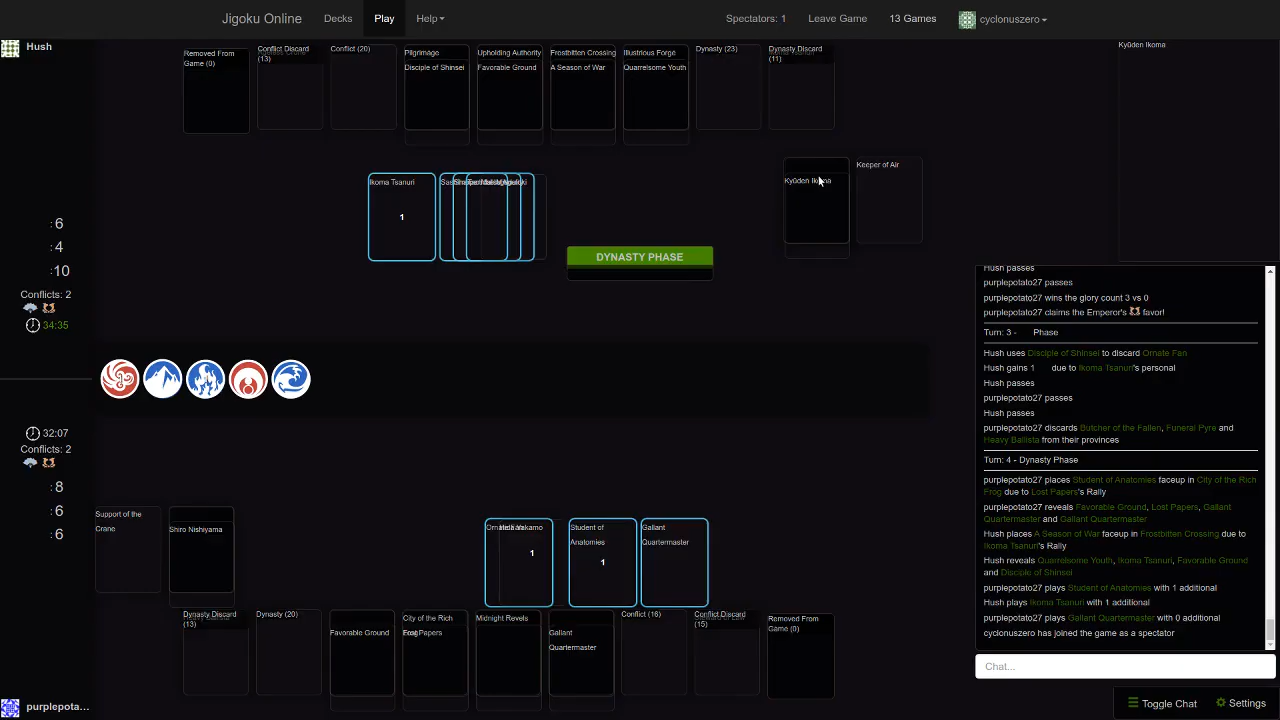 Jigoku Online
Decks
Play
Help
Spectators: 1
Leave Game
13 Games
cyclonuszero
Hush
Removed From
Game (0)
Conflict Discard
(13)
Conflict (20)
Pilgrimage
Disciple of Shinsei
Upholding Authority
Favorable Ground
Frostbitten Crossing
A Season of War
Illustrious Forge
Quarrelsome Youth
Dynasty (23)
Dynasty Discard
(11)
Kyūden Ikoma
Ikoma Tsanuri
1
Kyūden Ikoma
Keeper of Air
DYNASTY PHASE
:6
:4
:10
Conflicts: 2
34:35
32:07
Conflicts: 2
:8
:6
:6
Support of the
Crane
Shiro Nishiyama
1
Student of
Anatomies
1
Gallant
Quartermaster
Dynasty Discard
(13)
Dynasty (20)
Favorable Ground
City of the Rich
Frog
Lost Papers
Midnight Revels
Gallant
Quartermaster
Conflict (16)
Conflict Discard
(15)
Removed From
Game (0)
purplepota...
Hush passes
purplepotato27 passes
purplepotato27 wins the glory count 3 vs 0
purplepotato27 claims the Emperor's favor!
Turn: 3 - Phase
Hush uses Disciple of Shinsei to discard Ornate Fan
Hush gains 1 due to Ikoma Tsanuri's personal
Hush passes
purplepotato27 passes
Hush passes
purplepotato27 discards Butcher of the Fallen, Funeral Pyre and
Heavy Ballista from their provinces
Turn: 4 - Dynasty Phase
purplepotato27 places Student of Anatomies faceup in City of the Rich
Frog due to Lost Papers's Rally
purplepotato27 reveals Favorable Ground, Lost Papers, Gallant
Quartermaster and Gallant Quartermaster
Hush places A Season of War faceup in Frostbitten Crossing due to
Ikoma Tsanuri's Rally
Hush reveals Quarrelsome Youth, Ikoma Tsanuri, Favorable Ground
and Disciple of Shinsei
purplepotato27 plays Student of Anatomies with 1 additional
Hush plays Ikoma Tsanuri with 1 additional
purplepotato27 plays Gallant Quartermaster with 0 additional
cyclonuszero has joined the game as a spectator
Chat...
Toggle Chat
Settings